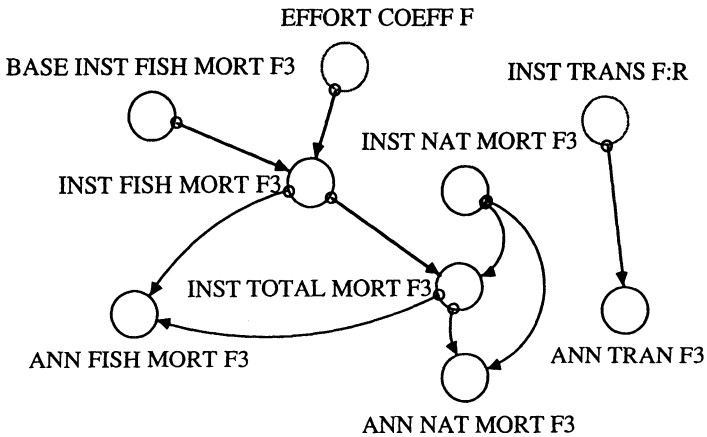 EFFORT COEFF F
BASE INST FISH MORT F3
INST TRANS F:R
INST NAT MORT F3
INST FISH MORT F3
INST TOTAL MORT F3
ANN FISH MORT F3
ANN TRAN F3
ANN NAT MORT F3